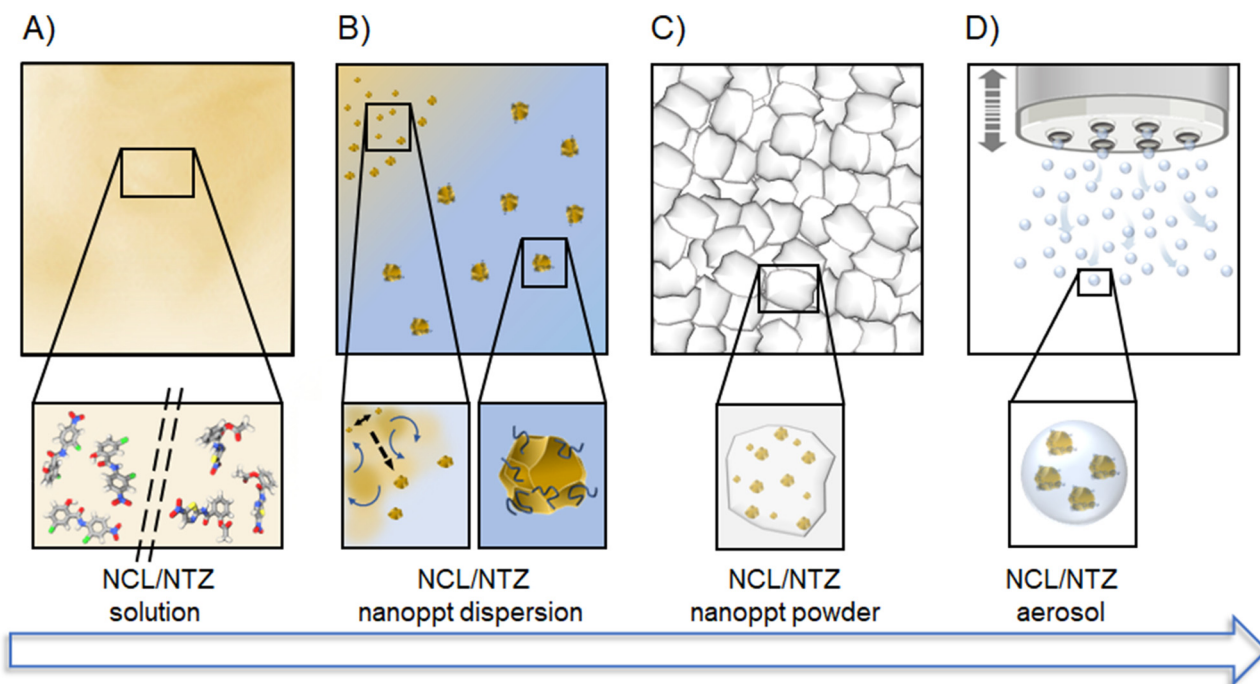 A)
B)
C)
D)
NCL/NTZ
solution
NCL/NTZ
nanoppt dispersion
NCL/NTZ
nanoppt powder
NCL/NTZ
aerosol